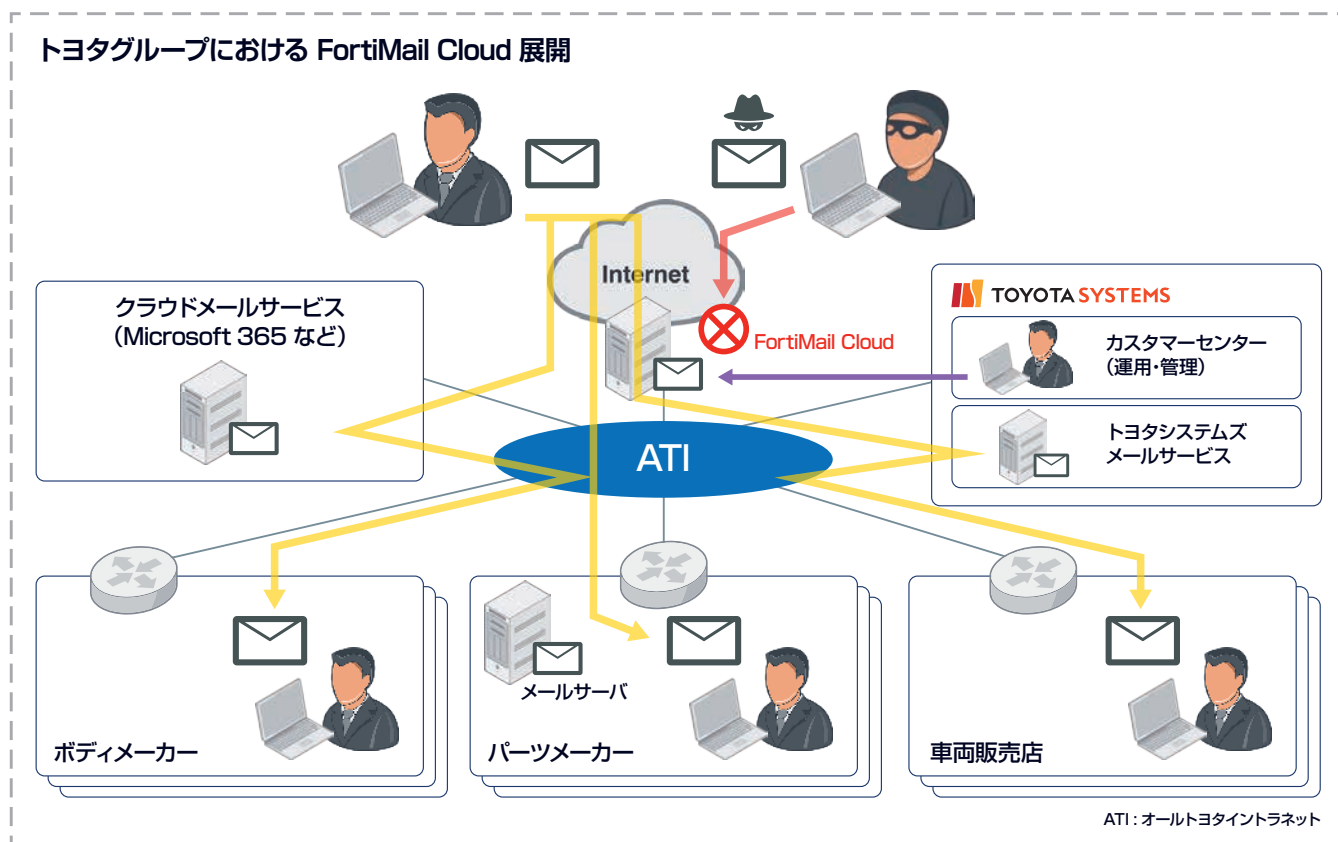 トヨタグループにおける FortiMail Cloud 展開
Internet
クラウドメールサービス
（Microsoft 365 など）
FortiMail Cloud
TOYOTA SYSTEMS
カスタマーセンター
（運用・管理）
トヨタシステムズ
メールサービス
ATI
メールサーバ
ボディメーカー
パーツメーカー
車両販売店
ATI : オールトヨタイントラネット